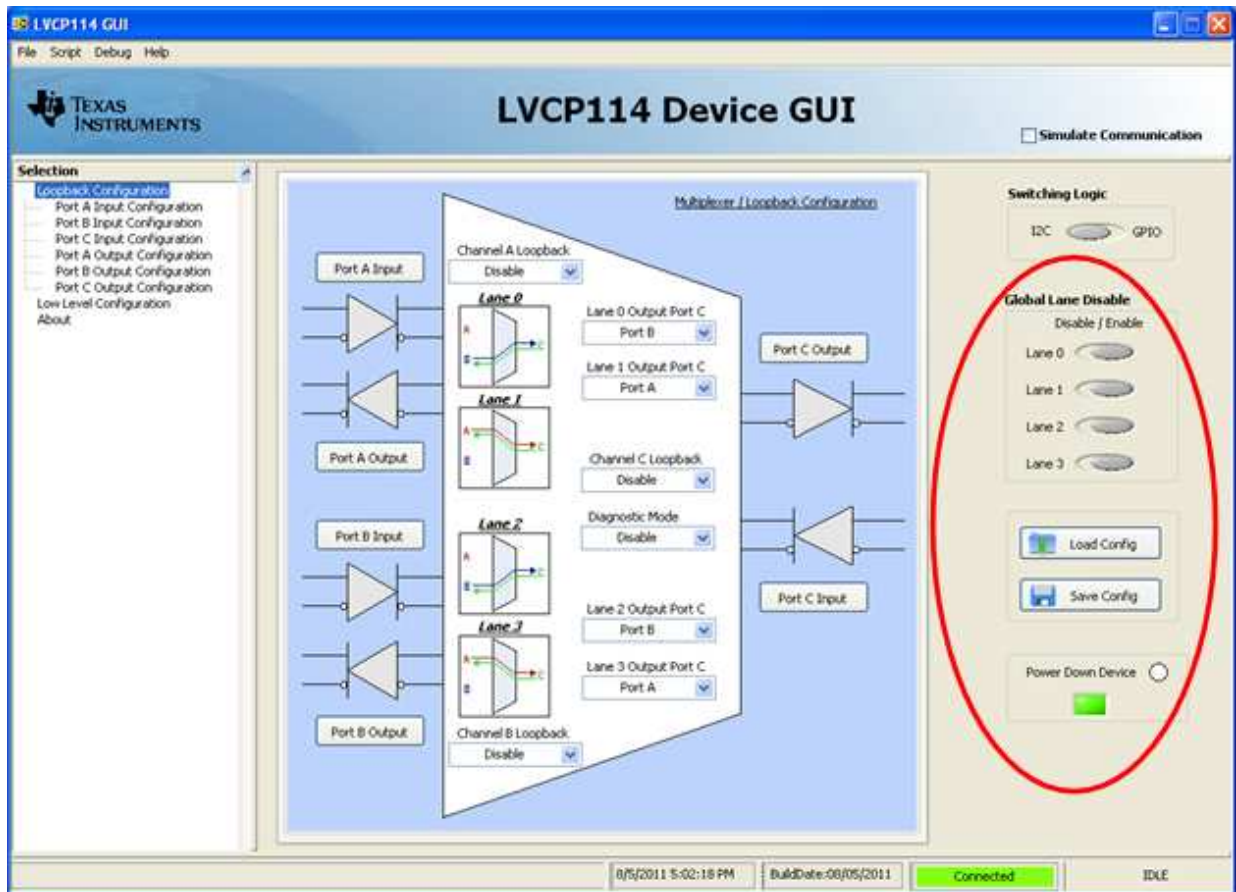 LVCP114 GUI
File Script Debug Help
TEXAS
INSTRUMENTS
LVCP114 Device GUI
Simulate Communication
Selection
Loopback Configuration
Port A Input Configuration
Port B Input Configuration
Port C Input Configuration
Port A Output Configuration
Port B Output Configuration
Port C Output Configuration
Low Level Configuration
About
Multiplexer / Loopback Configuration
Channel A Loopback
Disable
Port A Input
Lane 0
A
B
C
Lane 0 Output Port C
Port B
Lane 1 Output Port C
Port A
Port C Output
Lane 1
A
B
C
Port A Output
Channel C Loopback
Disable
Diagnostic Mode
Disable
Port B Input
Lane 2
A
B
C
Port C Input
Lane 2 Output Port C
Port B
Lane 3
A
B
C
Lane 3 Output Port C
Port A
Port B Output
Channel B Loopback
Disable
Switching Logic
I2C GPIO
Global Lane Disable
Disable / Enable
Lane 0
Lane 1
Lane 2
Lane 3
Load Config
Save Config
Power Down Device
8/5/2011 5:02:18 PM
BuildDate:08/05/2011
Connected
IDLE